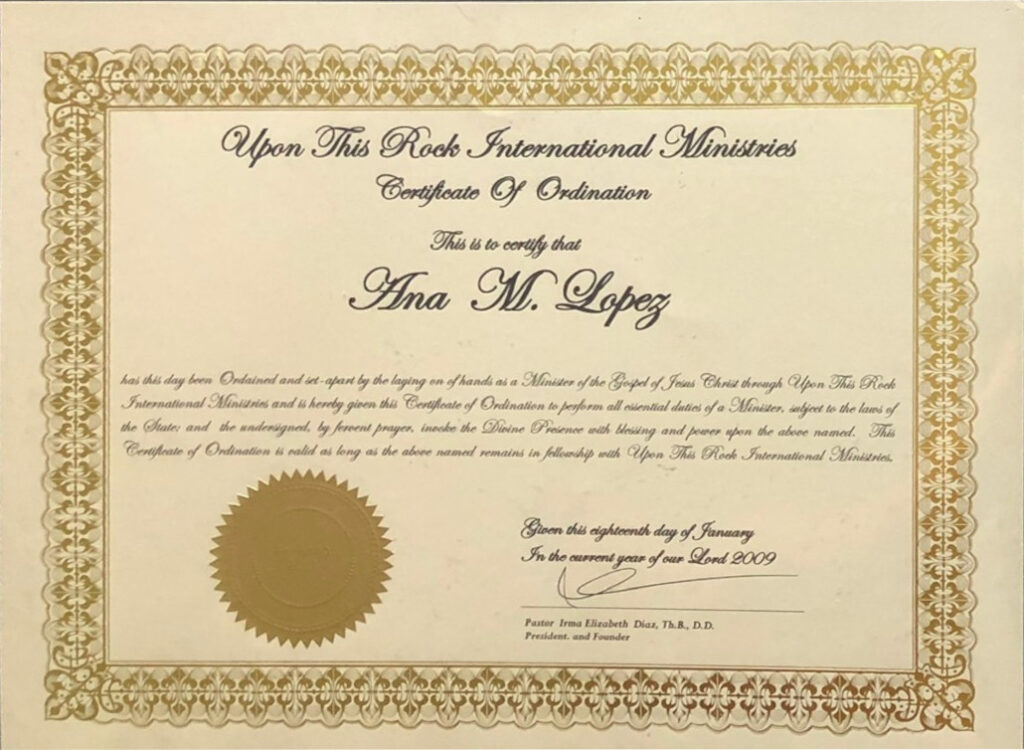 Upon This Rock International Ministries
Certificate Of Ordination
This is to certify that
Ana M. Lopez
has this day been Ordained and set-apart by the laying on of hands as a Minister of the Gospel of Jesus Christ through Upon This Rock
International Ministries and is hereby given this Certificate of Ordination to perform all essential duties of a Minister, subject to the laws of
the State; and the undersigned, by fervent prayer, invoke the Divine Presence with blessing and power upon the above named. This
Certificate of Ordination is valid as long as the above named remains in fellowship with Upon This Rock International Ministries.
Given this eighteenth day of January
In the current year of our Lord 2009
Pastor Irma Elizabeth Diaz, Th.B., D.D.
President. and Founder